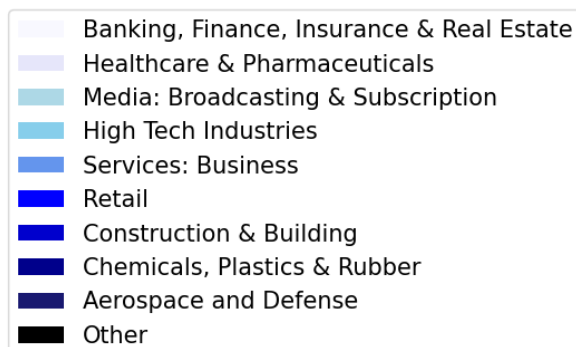 Banking, Finance, Insurance & Real Estate
Healthcare & Pharmaceuticals
Media: Broadcasting & Subscription
High Tech Industries
Services: Business
Retail
Construction & Building
Chemicals, Plastics & Rubber
Aerospace and Defense
Other